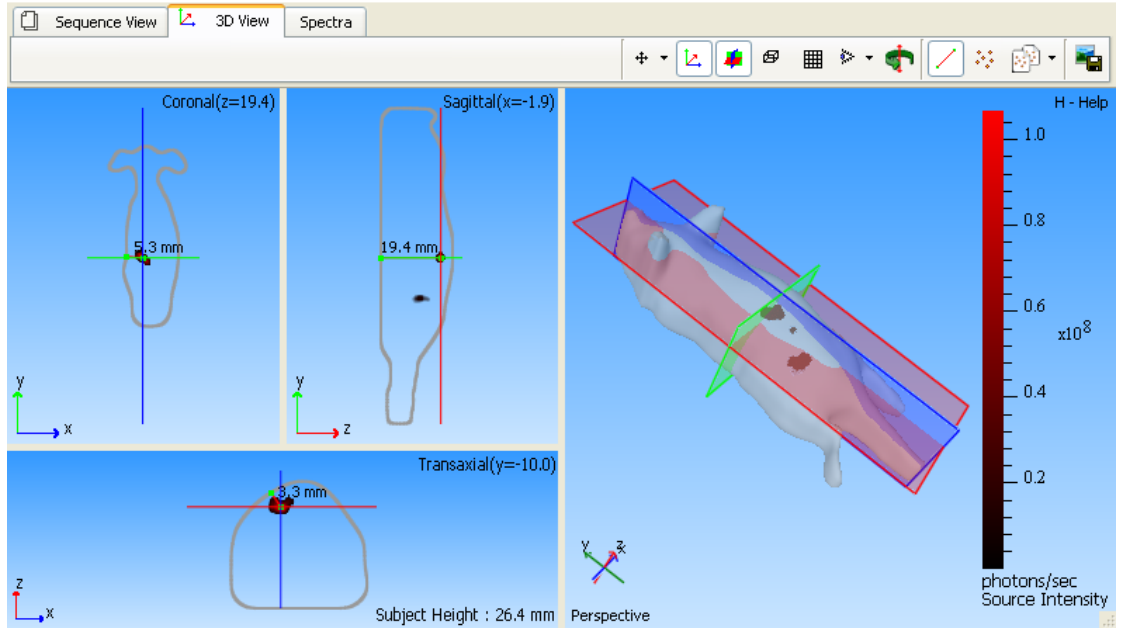 Sequence View
3D View
Spectra
Coronal(z=19.4)
5.3 mm
y
x
Sagittal(x=-1.9)
19.4 mm
y
z
Transaxial(y=-10.0)
3.3 mm
z
x
Subject Height : 26.4 mm
H - Help
1.0
0.8
0.6
x10⁸
0.4
0.2
photons/sec
Source Intensity
y
z
x
Perspective